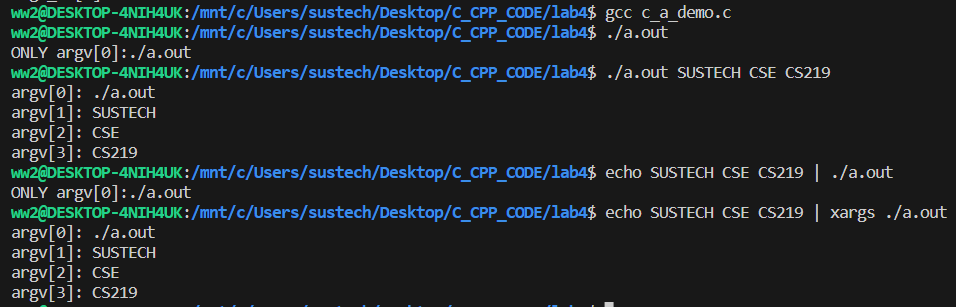 ww2@DESKTOP-4NIH4UK:/mnt/c/Users/sustech/Desktop/C_CPP_CODE/lab4$ gcc c_a_demo.c
ww2@DESKTOP-4NIH4UK:/mnt/c/Users/sustech/Desktop/C_CPP_CODE/lab4$ ./a.out
ONLY argv[0]:./a.out
ww2@DESKTOP-4NIH4UK:/mnt/c/Users/sustech/Desktop/C_CPP_CODE/lab4$ ./a.out SUSTECH CSE CS219
argv[0]: ./a.out
argv[1]: SUSTECH
argv[2]: CSE
argv[3]: CS219
ww2@DESKTOP-4NIH4UK:/mnt/c/Users/sustech/Desktop/C_CPP_CODE/lab4$ echo SUSTECH CSE CS219 | ./a.out
ONLY argv[0]:./a.out
ww2@DESKTOP-4NIH4UK:/mnt/c/Users/sustech/Desktop/C_CPP_CODE/lab4$ echo SUSTECH CSE CS219 | xargs ./a.out
argv[0]: ./a.out
argv[1]: SUSTECH
argv[2]: CSE
argv[3]: CS219